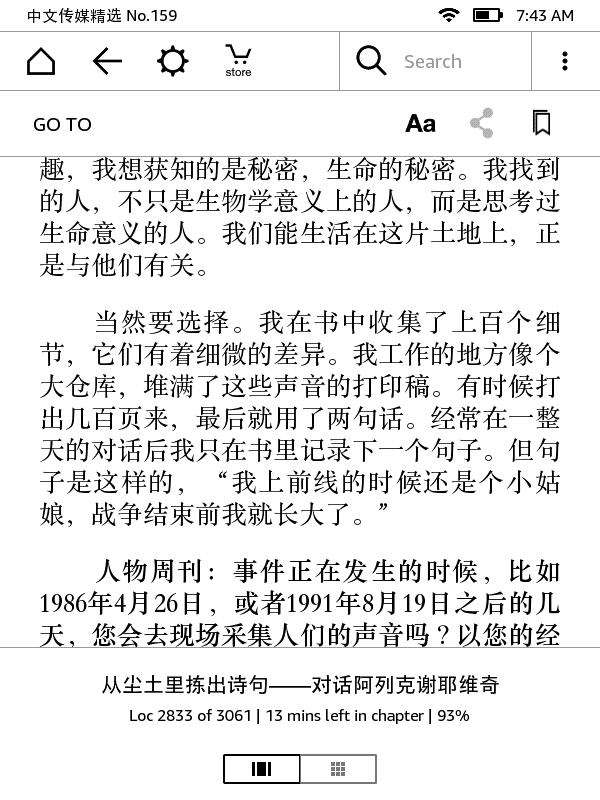 中文传媒精选 No.159
7:43 AM
store
Search
GO TO
Aa
趣，我想获知的是秘密，生命的秘密。我找到
的人，不只是生物学意义上的人，而是思考过
生命意义的人。我们能生活在这片土地上，正
是与他们有关。
当然要选择。我在书中收集了上百个细
节，它们有着细微的差异。我工作的地方像个
大仓库，堆满了这些声音的打印稿。有时候打
出几百页来，最后就用了两句话。经常在一整
天的对话后我只在书里记录下一个句子。但句
子是这样的，“我上前线的时候还是个小姑
娘，战争结束前我就长大了。”
人物周刊：事件正在发生的时候，比如
1986年4月26日，或者1991年8月19日之后的几
天，您会去现场采集人们的声音吗？以您的经
从尘土里拣出诗句——对话阿列克谢耶维奇
Loc 2833 of 3061 | 13 mins left in chapter | 93%